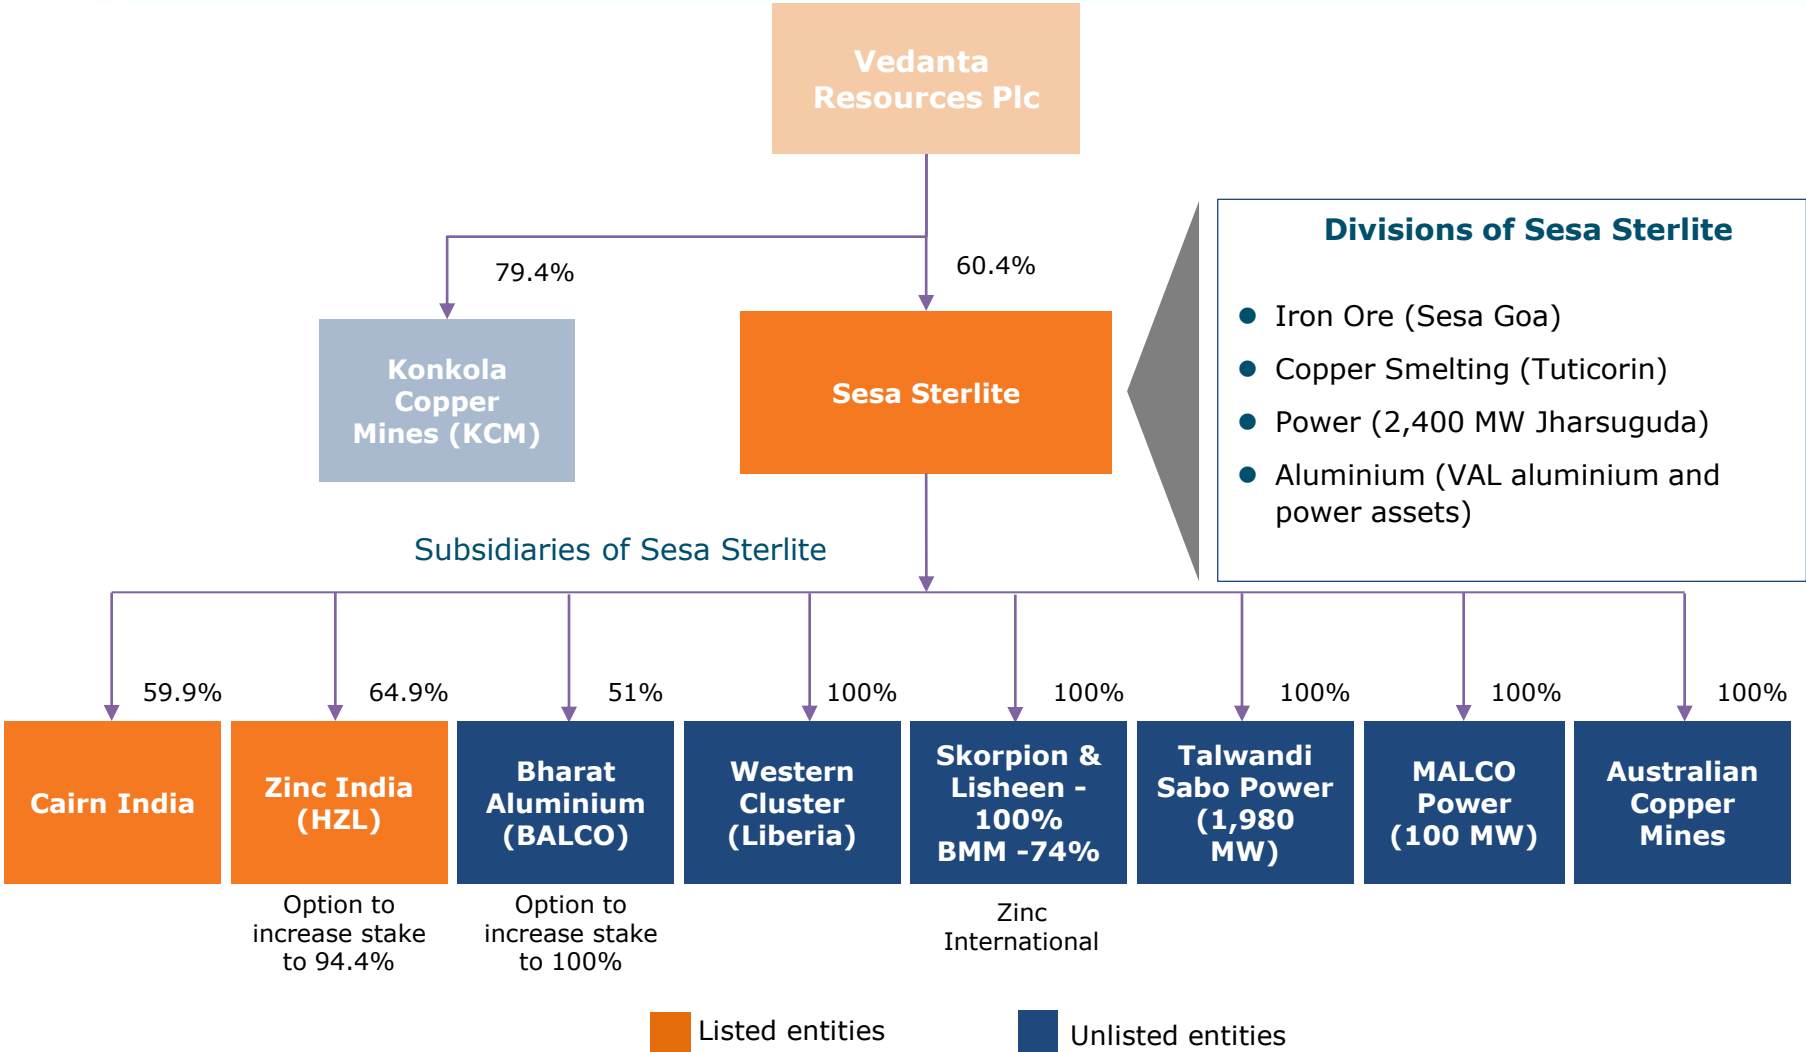 Vedanta
Resources Plc
79.4%
60.4%
Konkola
Copper
Mines (KCM)
Sesa Sterlite
Divisions of Sesa Sterlite
Iron Ore (Sesa Goa)
Copper Smelting (Tuticorin)
Power (2,400 MW Jharsuguda)
Aluminium (VAL aluminium and
power assets)
Subsidiaries of Sesa Sterlite
59.9%
64.9%
51%
100%
100%
100%
100%
100%
Cairn India
Zinc India
(HZL)
Bharat
Aluminium
(BALCO)
Western
Cluster
(Liberia)
Skorpion &
Lisheen -
100%
BMM -74%
Talwandi
Sabo Power
(1,980
MW)
MALCO
Power
(100 MW)
Australian
Copper
Mines
Option to
increase stake
to 94.4%
Option to
increase stake
to 100%
Zinc
International
Listed entities
Unlisted entities